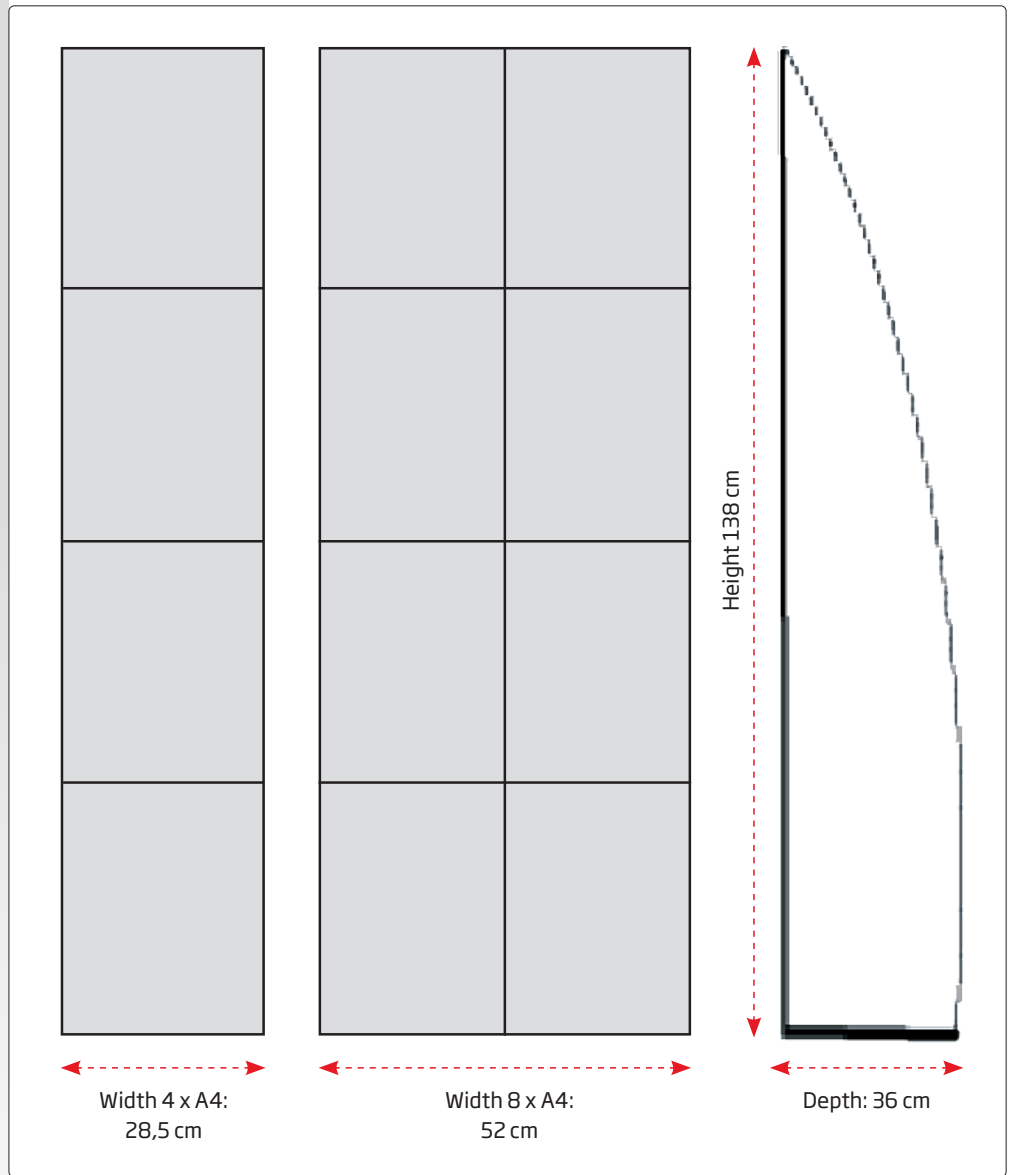 Height 138 cm
Width 4 x A4:
28,5 cm
Width 8 x A4:
52 cm
Depth: 36 cm